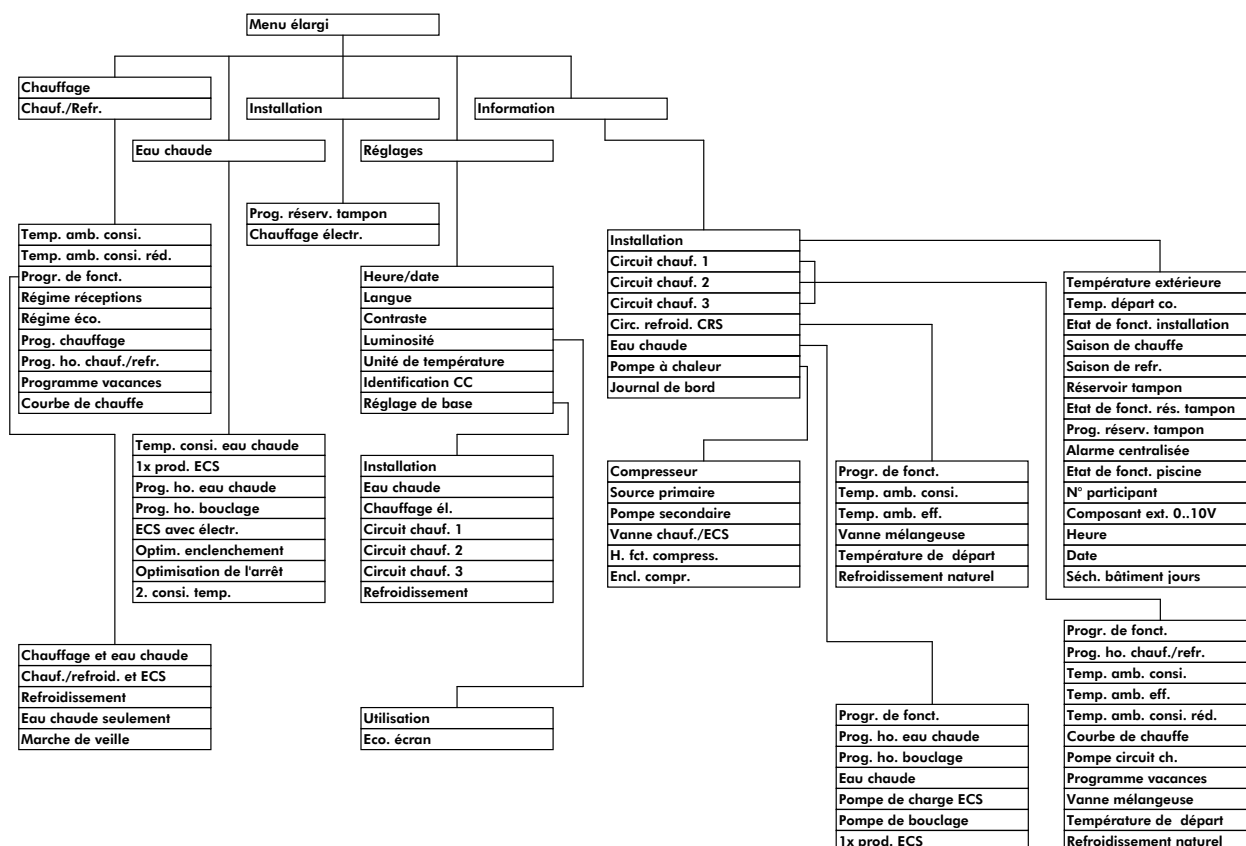 Menu élargi
Chauffage
Chauf./Refr.
Installation
Information
Eau chaude
Réglages
Temp. amb. consi.
Temp. amb. consi. réd.
Progr. de fonct.
Régime réceptions
Régime éco.
Prog. chauffage
Prog. ho. chauf./refr.
Programme vacances
Courbe de chauffe
Prog. réserv. tampon
Chauffage électr.
Heure/date
Langue
Contraste
Luminosité
Unité de température
Identification CC
Réglage de base
Installation
Circuit chauf. 1
Circuit chauf. 2
Circuit chauf. 3
Circ. refroid. CRS
Eau chaude
Pompe à chaleur
Journal de bord
Température extérieure
Temp. départ co.
Etat de fonct. installation
Saison de chauffe
Saison de refr.
Réservoir tampon
Etat de fonct. rés. tampon
Prog. réserv. tampon
Alarme centralisée
Etat de fonct. piscine
N° participant
Composant ext. 0..10V
Heure
Date
Séch. bâtiment jours
Temp. consi. eau chaude
1x prod. ECS
Prog. ho. eau chaude
Prog. ho. bouclage
ECS avec électr.
Optim. enclenchement
Optimisation de l'arrêt
2. consi. temp.
Installation
Eau chaude
Chauffage él.
Circuit chauf. 1
Circuit chauf. 2
Circuit chauf. 3
Refroidissement
Compresseur
Source primaire
Pompe secondaire
Vanne chauf./ECS
H. fct. compress.
Encl. compr.
Progr. de fonct.
Temp. amb. consi.
Temp. amb. eff.
Vanne mélangeuse
Température de départ
Refroidissement naturel
Chauffage et eau chaude
Chauf./refroid. et ECS
Refroidissement
Eau chaude seulement
Marche de veille
Utilisation
Eco. écran
Progr. de fonct.
Prog. ho. eau chaude
Prog. ho. bouclage
Eau chaude
Pompe de charge ECS
Pompe de bouclage
1x prod. ECS
Progr. de fonct.
Prog. ho. chauf./refr.
Temp. amb. consi.
Temp. amb. eff.
Temp. amb. consi. réd.
Courbe de chauffe
Pompe circuit ch.
Programme vacances
Vanne mélangeuse
Température de départ
Refroidissement naturel